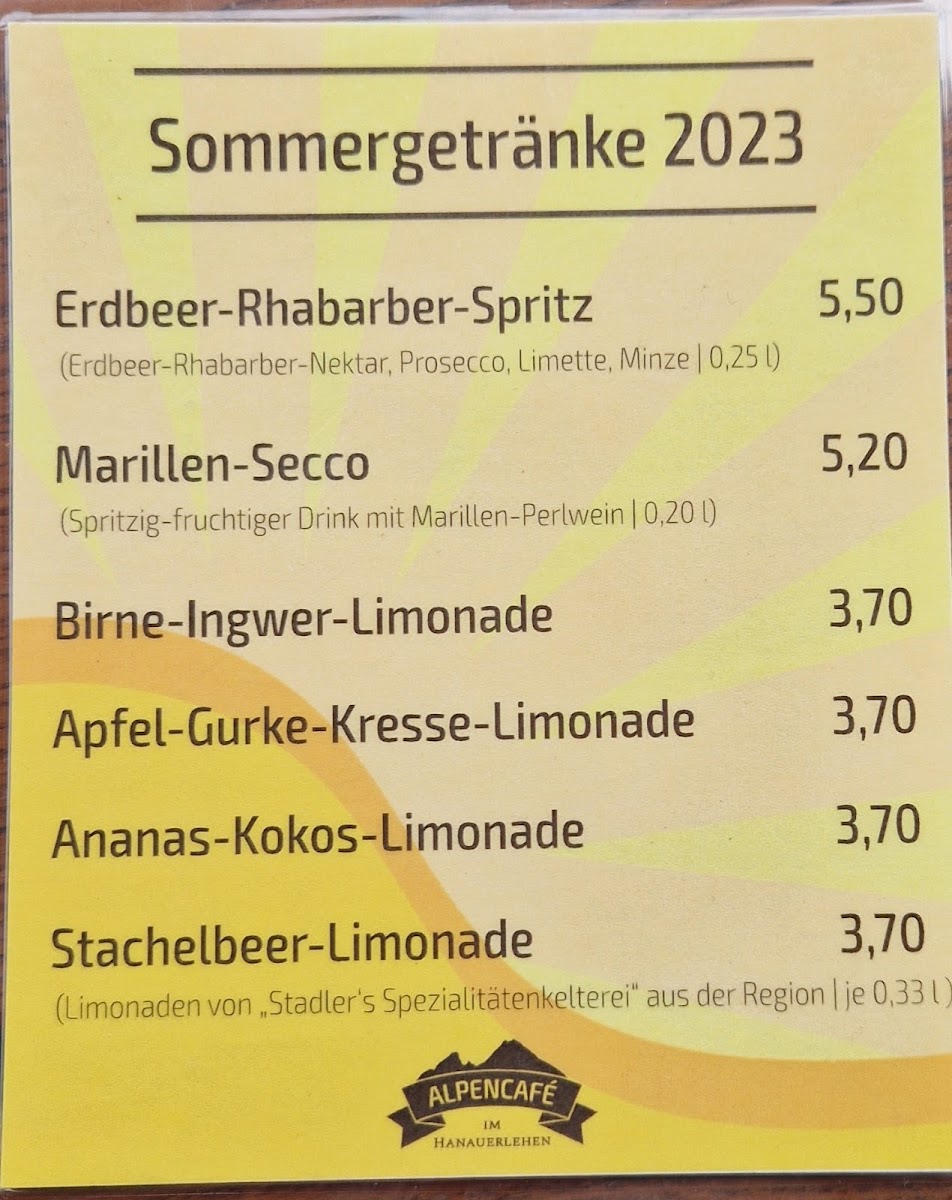 Sommergetränke 2023
Erdbeer-Rhabarber-Spritz 5,50
(Erdbeer-Rhabarber-Nektar, Prosecco, Limette, Minze | 0,25 l)
Marillen-Secco 5,20
(Spritzig-fruchtiger Drink mit Marillen-Perlwein | 0,20 l)
Birne-Ingwer-Limonade 3,70
Apfel-Gurke-Kresse-Limonade 3,70
Ananas-Kokos-Limonade 3,70
Stachelbeer-Limonade 3,70
(Limonaden von „Stadler's Spezialitätenkelterei“ aus der Region | je 0,33 l)
ALPENCAFÉ
IM
HANAUERLEHEN